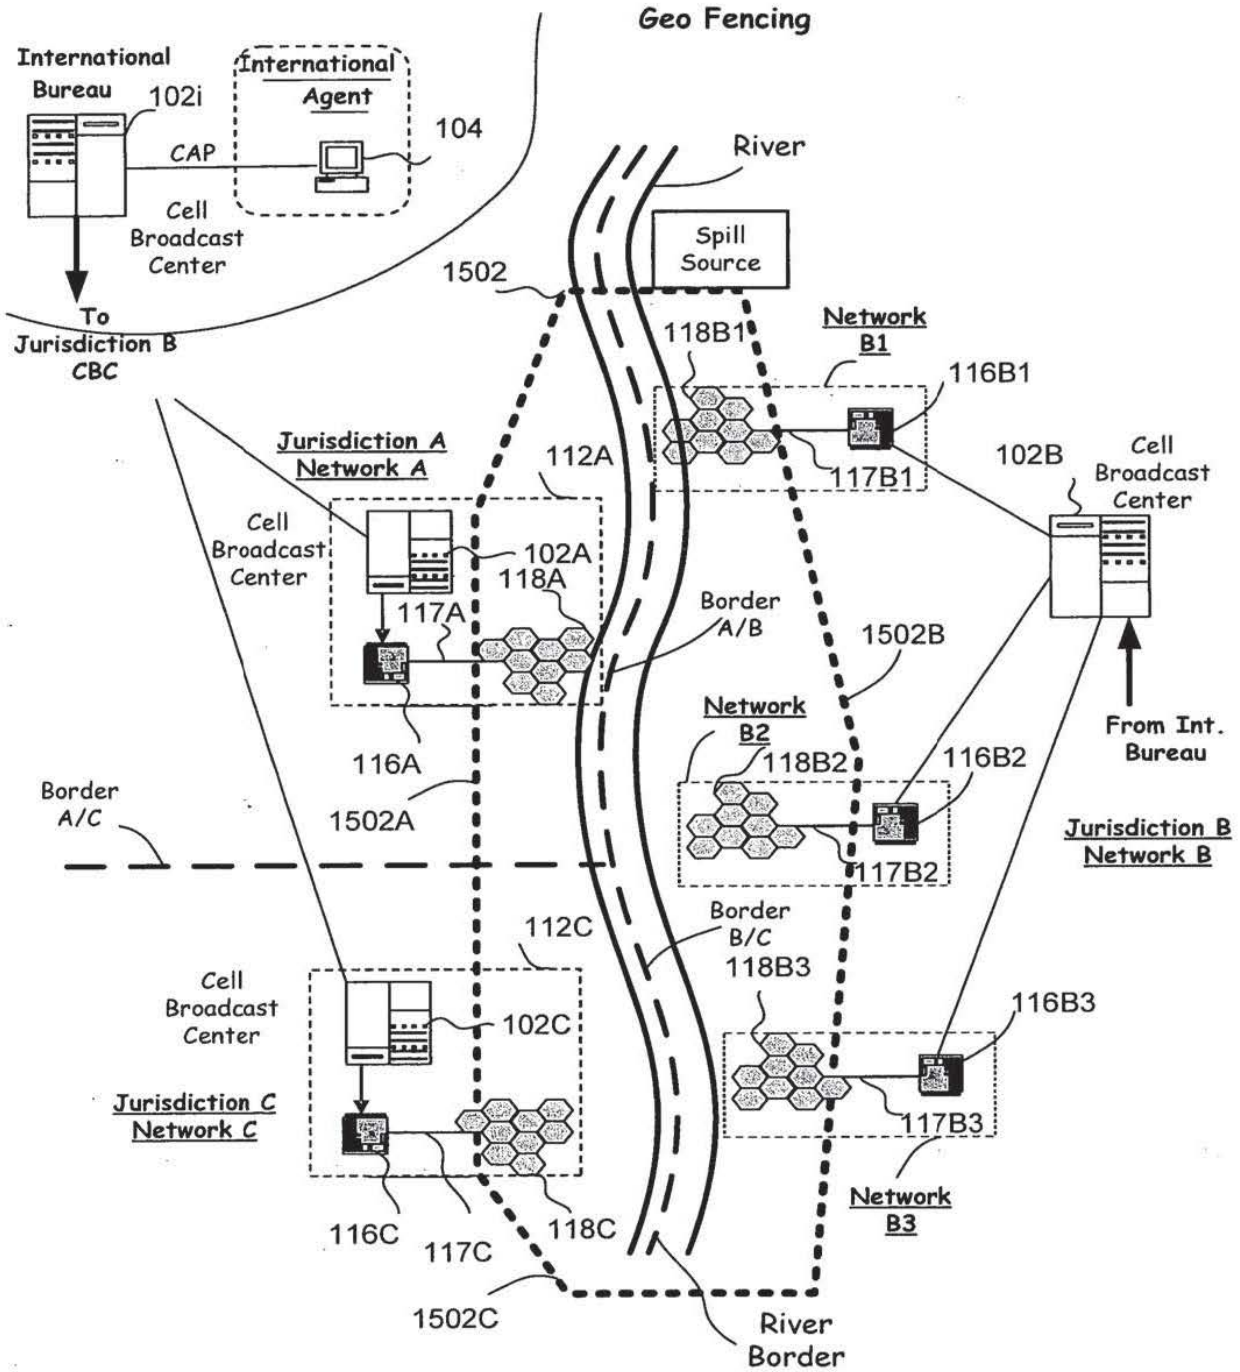 Geo Fencing
International
Bureau
102i
International
Agent
104
CAP
Cell
Broadcast
Center
To
Jurisdiction B
CBC
River
Spill
Source
1502
118B1
Network
B1
116B1
117B1
102B
Cell
Broadcast
Center
Jurisdiction A
Network A
112A
Cell
Broadcast
Center
102A
118A
117A
116A
1502A
Border
A/B
1502B
From Int.
Bureau
Network
B2
118B2
116B2
117B2
Jurisdiction B
Network B
Border
A/C
Border
B/C
112C
Cell
Broadcast
Center
102C
Jurisdiction C
Network C
116C
117C
118C
1502C
118B3
116B3
117B3
Network
B3
River
Border